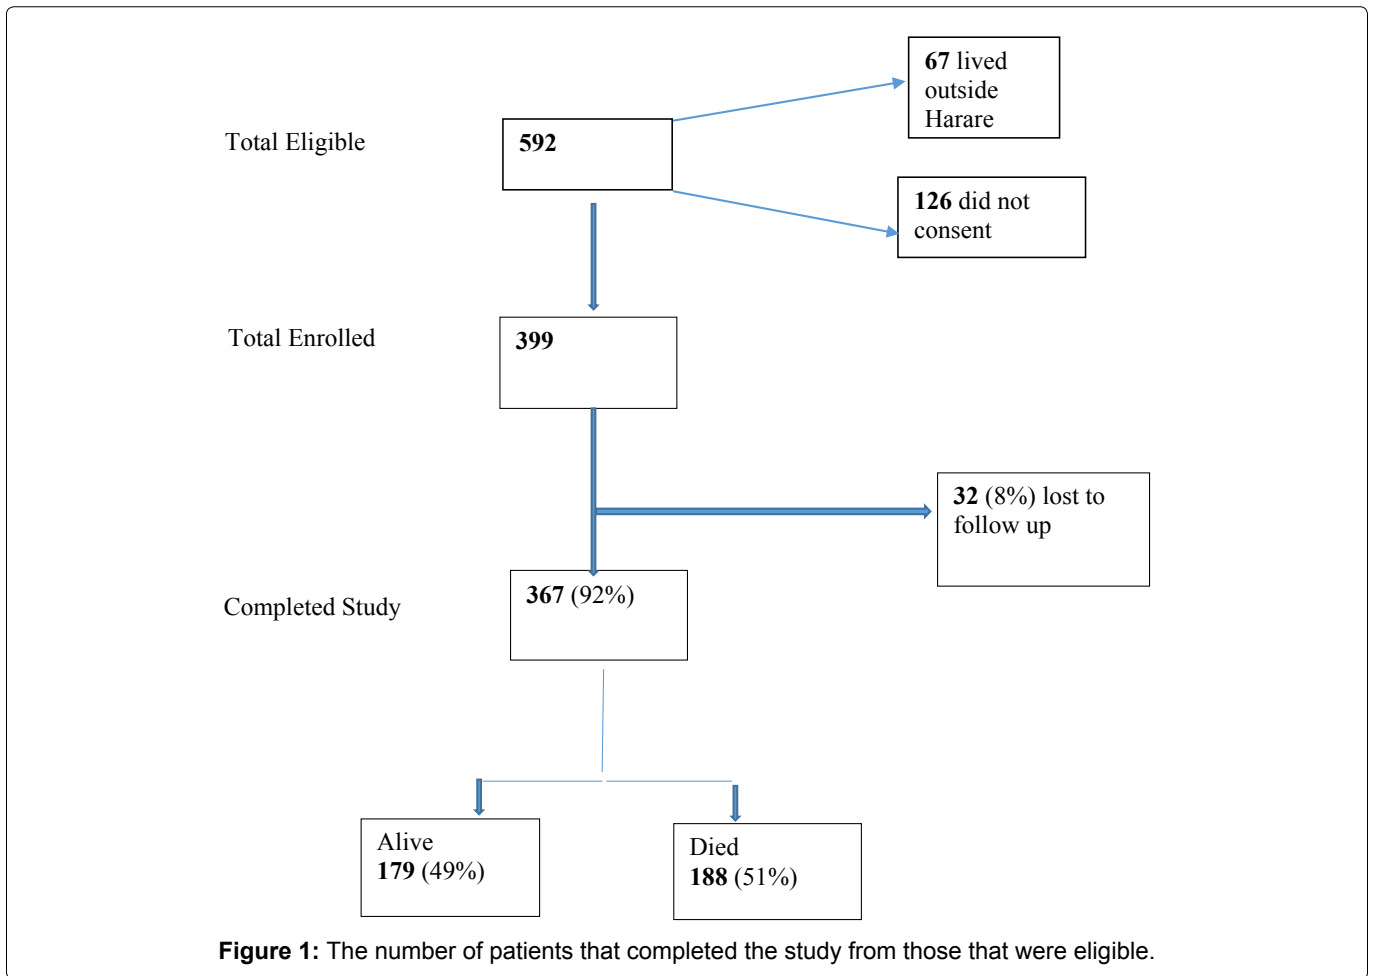 67 lived
outside
Harare
Total Eligible
592
126 did not
consent
Total Enrolled
399
32 (8%) lost to
follow up
Completed Study
367 (92%)
Alive
179 (49%)
Died
188 (51%)
Figure 1: The number of patients that completed the study from those that were eligible.